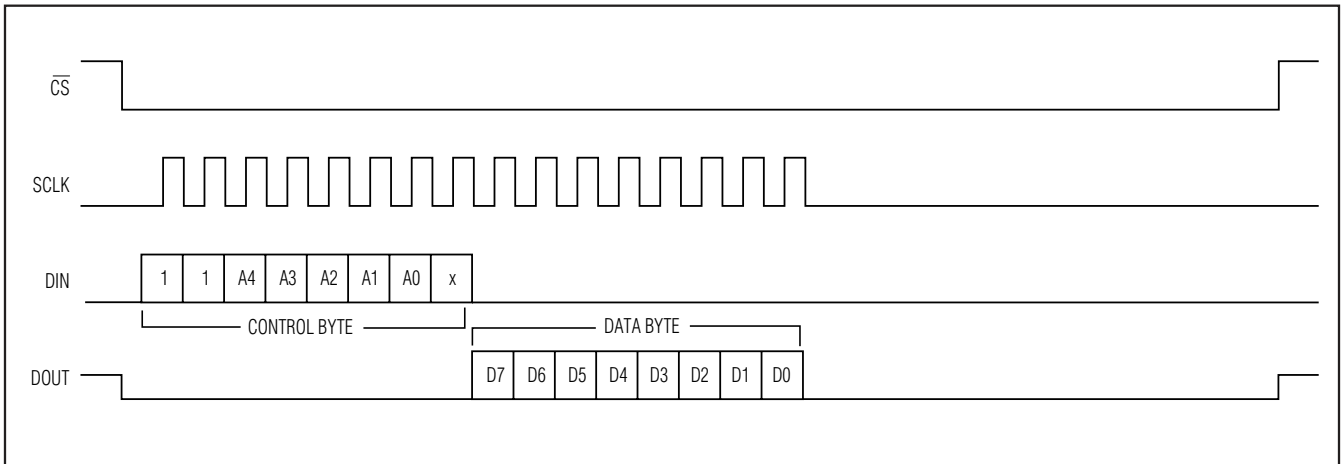 C̅S̅
SCLK
DIN 1 1 A4 A3 A2 A1 A0 x
CONTROL BYTE DATA BYTE
DOUT D7 D6 D5 D4 D3 D2 D1 D0